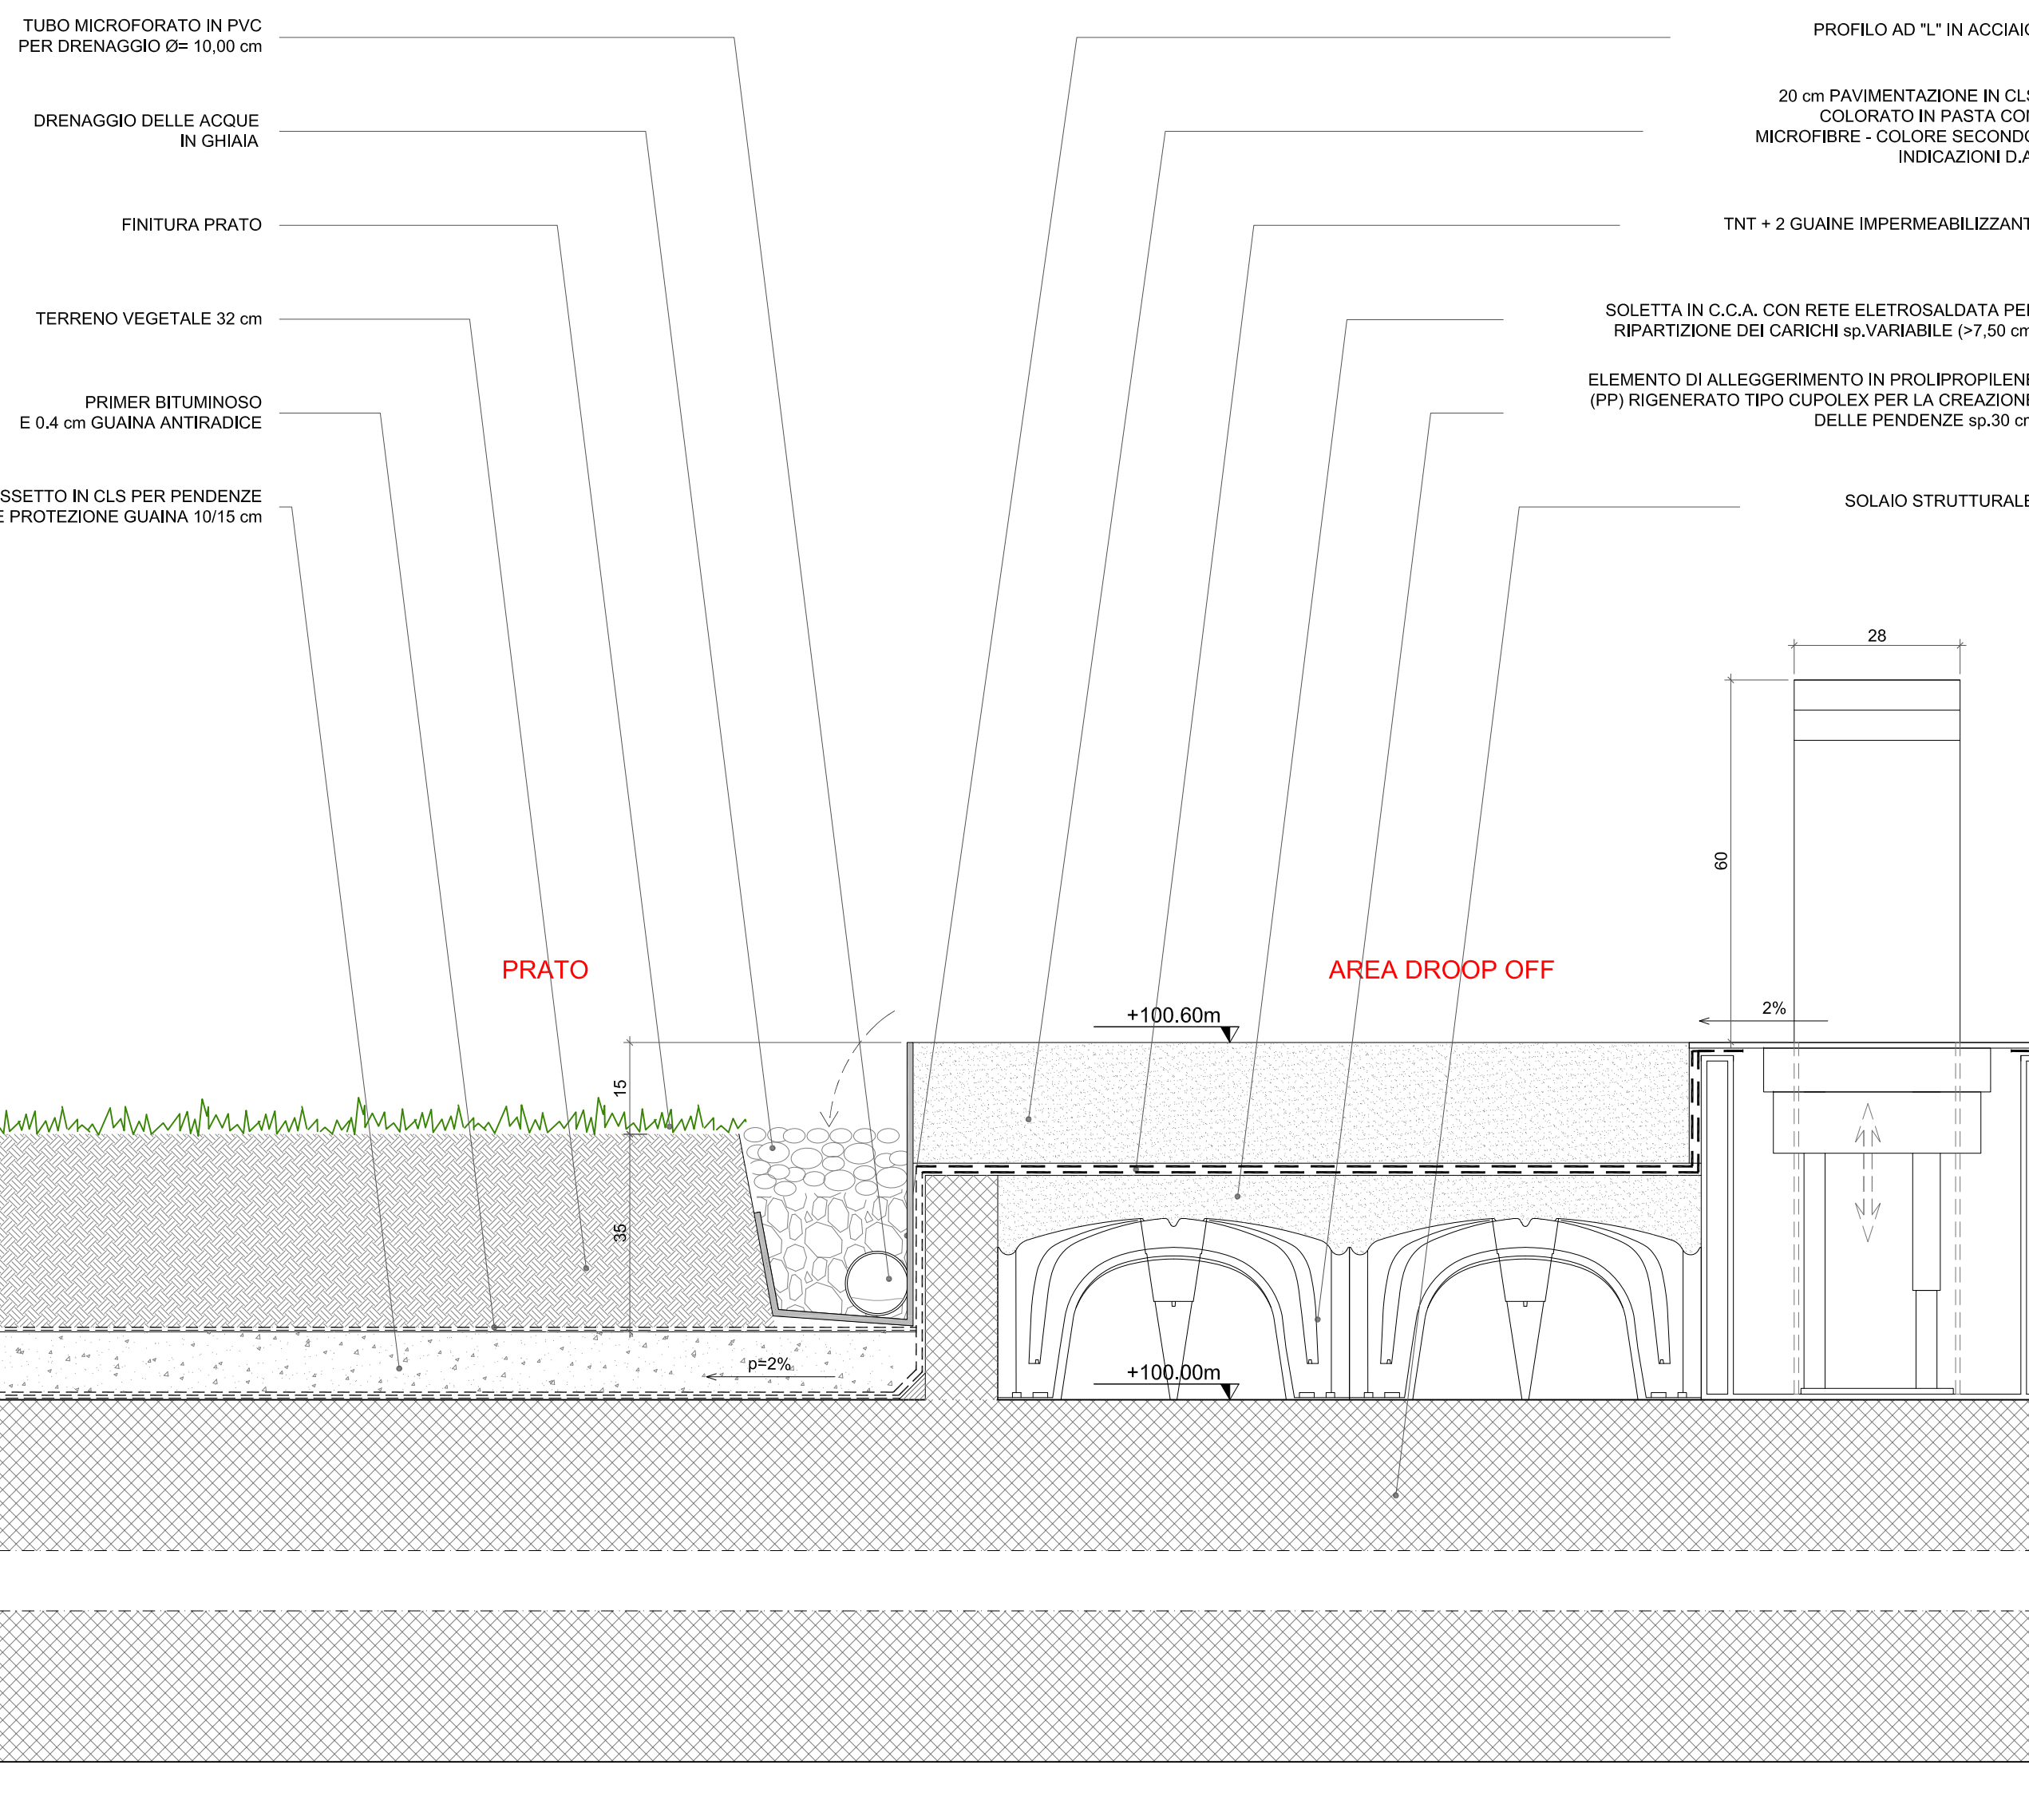 TUBO MICROFORATO IN PVC
PER DRENAGGIO Ø= 10,00 cm
DRENAGGIO DELLE ACQUE
IN GHIAIA
FINITURA PRATO
TERRENO VEGETALE 32 cm
PRIMER BITUMINOSO
E 0.4 cm GUAINA ANTIRADICE
SSETTO IN CLS PER PENDENZE
E PROTEZIONE GUAINA 10/15 cm
PROFILO AD "L" IN ACCIAIO
20 cm PAVIMENTAZIONE IN CLS
COLORATO IN PASTA CON
MICROFIBRE - COLORE SECONDO
INDICAZIONI D.A
TNT + 2 GUAINE IMPERMEABILIZZANT
SOLETTA IN C.C.A. CON RETE ELETROSALDATA PER
RIPARTIZIONE DEI CARICHI sp.VARIABILE (>7,50 cm
ELEMENTO DI ALLEGGERIMENTO IN PROLIPROPILENE
(PP) RIGENERATO TIPO CUPOLEX PER LA CREAZIONE
DELLE PENDENZE sp.30 cm
SOLAIO STRUTTURALE
28
60
PRATO
AREA DROOP OFF
+100.60m
2%
15
35
p=2%
+100.00m